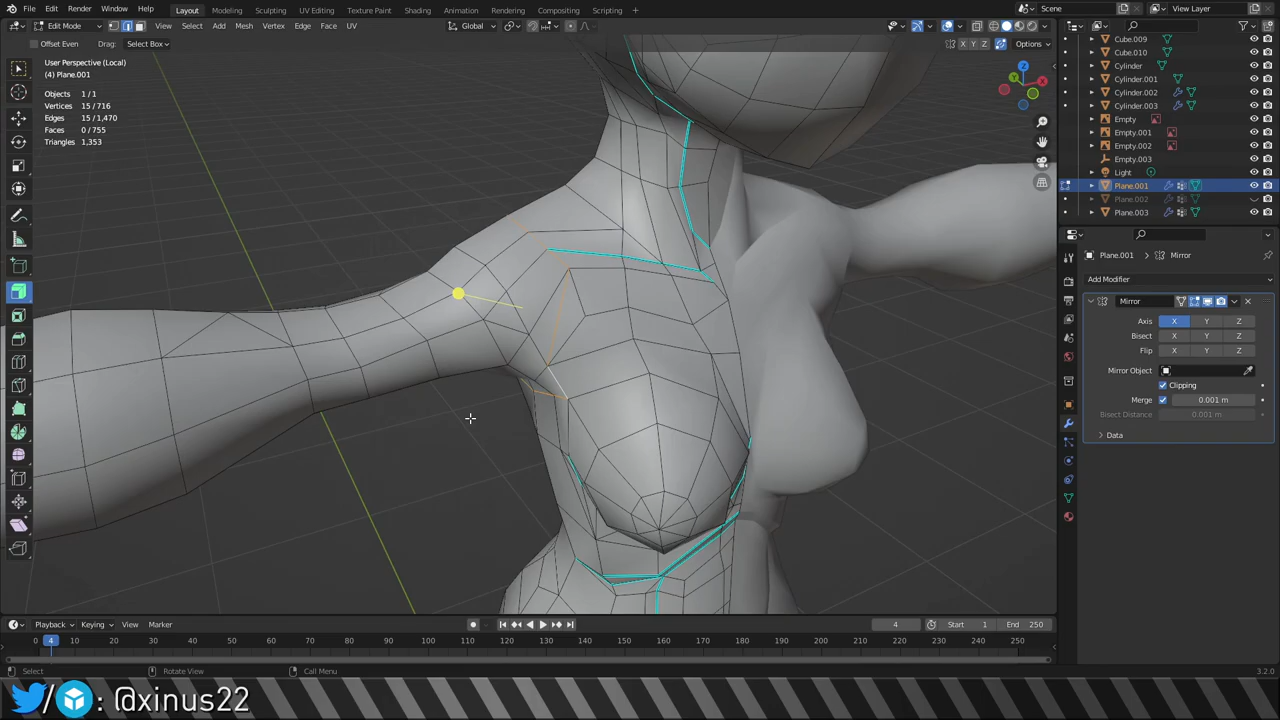 File Edit Render Window Help Layout Modeling Sculpting UV Editing Texture Paint Shading Animation Rendering Compositing Scripting + Scene View Layer
Edit Mode View Select Add Mesh Vertex Edge Face UV Global
Offset Even Drag: Select Box X Y Z Options
User Perspective (Local)
(4) Plane.001
Objects 1/1
Vertices 15/716
Edges 15/1,470
Faces 0/755
Triangles 1,353
X
Y
Z
Cube.009
Cube.010
Cylinder
Cylinder.001
Cylinder.002
Cylinder.003
Empty
Empty.001
Empty.002
Empty.003
Light
Plane.001
Plane.002
Plane.003
Plane.001 > Mirror
Add Modifier
Mirror
Axis X Y Z
Bisect X Y Z
Flip X Y Z
Mirror Object
Clipping
Merge 0.001 m
Bisect Distance 0.001 m
Data
Playback Keying View Marker 4 Start 1 End 250
0 4 10 20 30 40 50 60 70 80 90 100 110 120 130 140 150 160 170 180 190 200 210 220 230 240 250
Select Rotate View Call Menu 3.2.0
/ : @xinus22